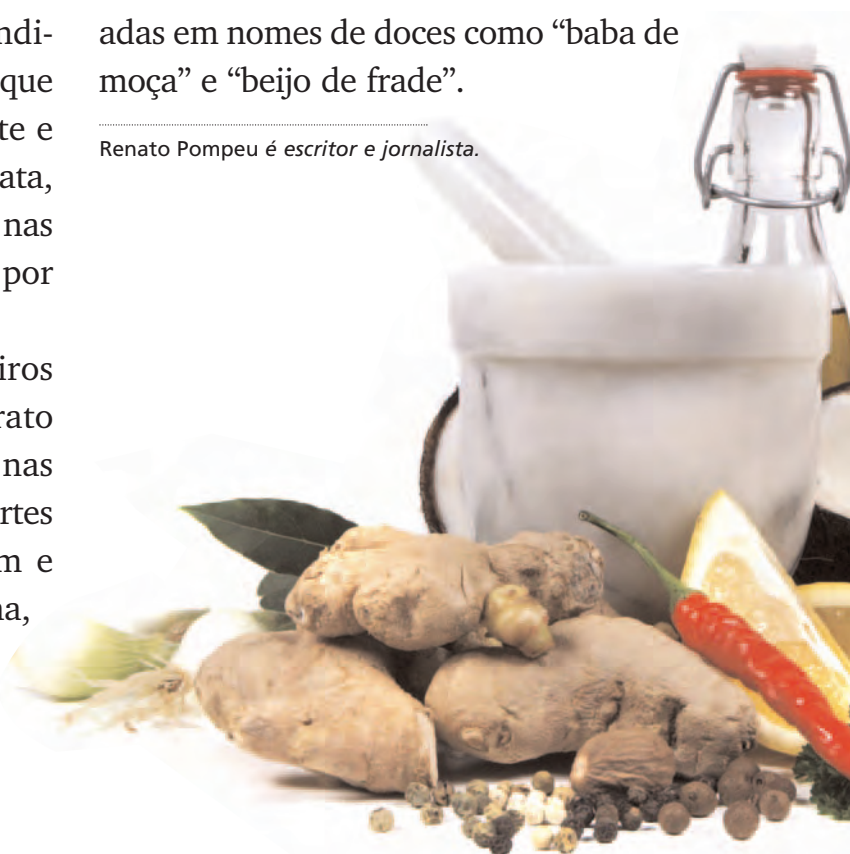 ndi-
que
te e
ata,
nas
por
iros
rato
nas
rtes
m e
na,
adas em nomes de doces como “baba de
moça” e “beijo de frade”.
Renato Pompeu é escritor e jornalista.